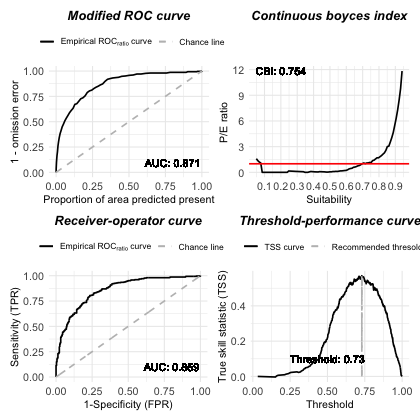 Modified ROC curve
Empirical ROCratio curve Chance line
1 - omission error
1.00
0.75
0.50
0.25
0.00
AUC: 0.871
0.00 0.25 0.50 0.75 1.00
Proportion of area predicted present
Continuous boyces index
P/E ratio
12
9
6
3
0
CBI: 0.754
0.1 0.2 0.3 0.4 0.5 0.6 0.7 0.8 0.9
Suitability
Receiver-operator curve
Empirical ROCratio curve Chance line
Sensitivity (TPR)
1.00
0.75
0.50
0.25
0.00
AUC: 0.859
0.00 0.25 0.50 0.75 1.00
1-Specificity (FPR)
Threshold-performance curve
TSS curve Recommended threshol
True skill statistic (TSS)
0.4
0.2
0.0
Threshold: 0.73
0.00 0.25 0.50 0.75 1.00
Threshold